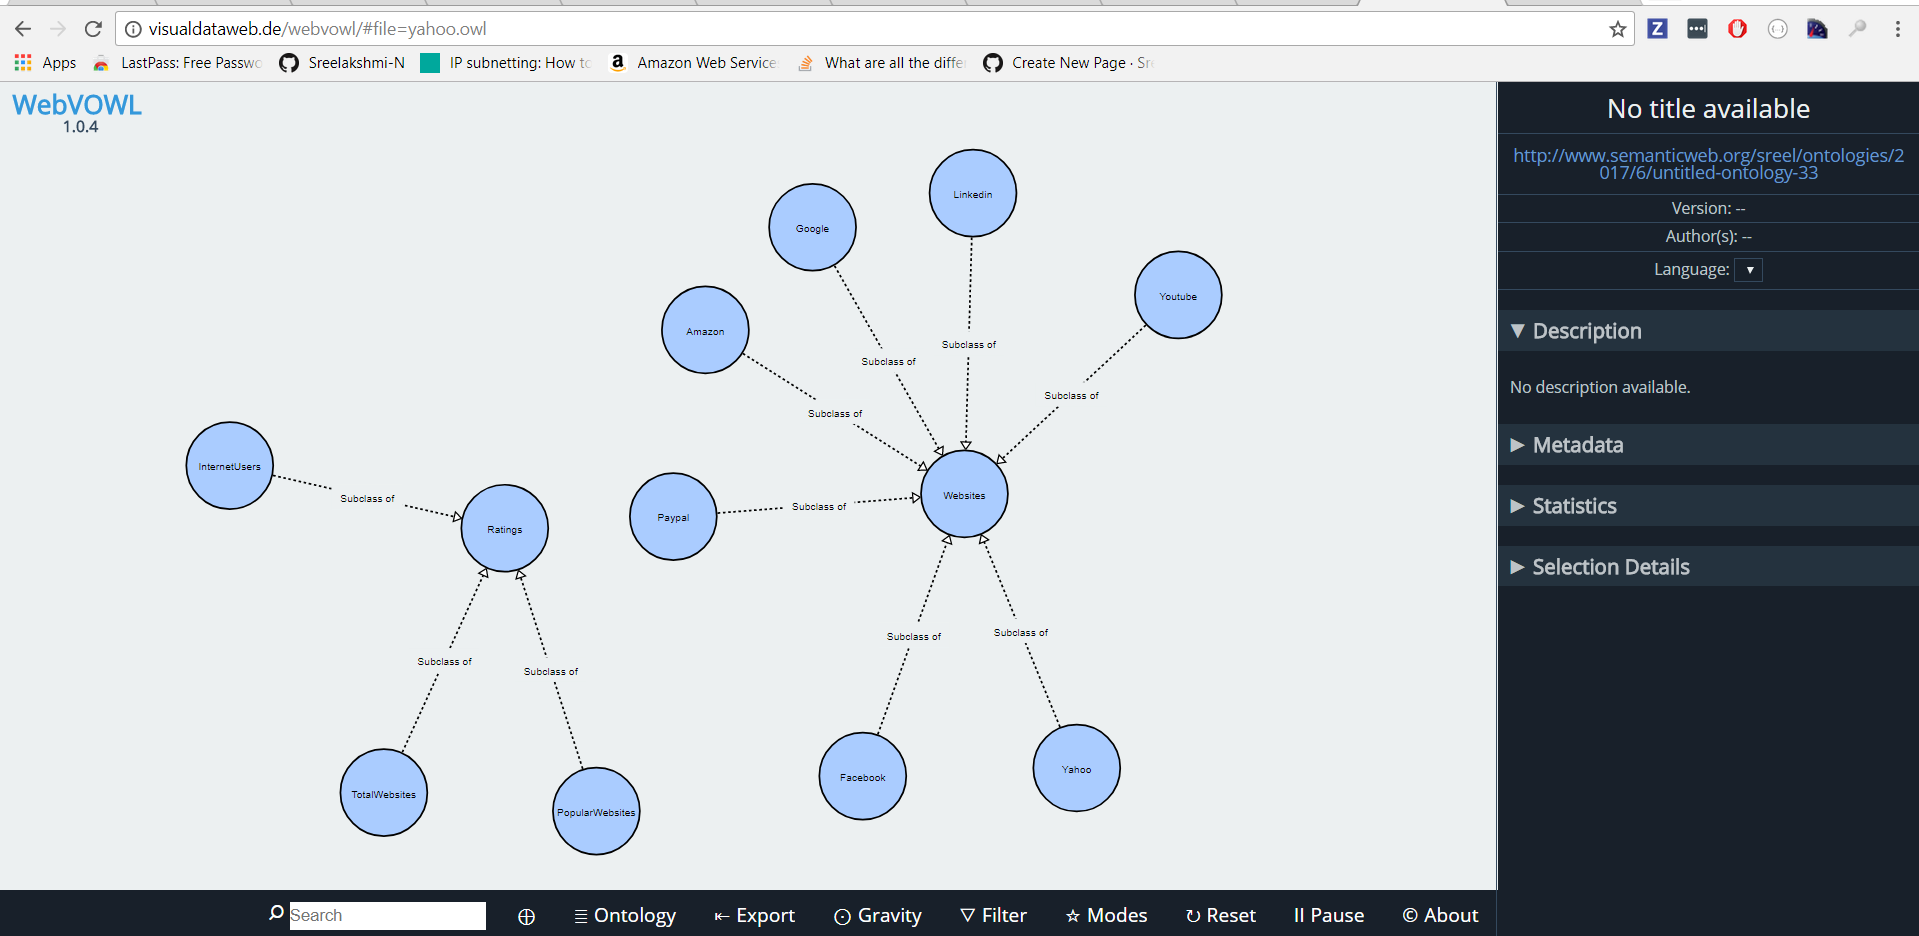 visualdataweb.de/webvowl/#file=yahoo.owl
Apps
LastPass: Free Passwo
Sreelakshmi-N
IP subnetting: How to
Amazon Web Service
What are all the diffe
Create New Page · Sr
WebVOWL
1.0.4
Linkedin
Google
Youtube
Amazon
Subclass of
Subclass of
Subclass of
Subclass of
InternetUsers
Subclass of
Ratings
Paypal
Subclass of
Websites
Subclass of
Subclass of
Subclass of
Subclass of
TotalWebsites
PopularWebsites
Facebook
Yahoo
No title available
http://www.semanticweb.org/sreel/ontologies/2
017/6/untitled-ontology-33
Version: --
Author(s): --
Language:
Description
No description available.
Metadata
Statistics
Selection Details
Search
Ontology
Export
Gravity
Filter
Modes
Reset
Pause
© About